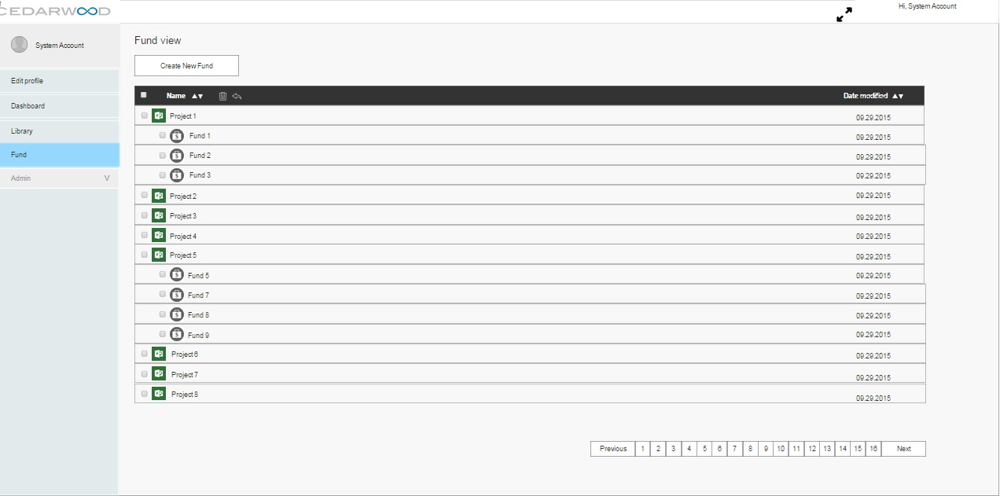 CEDARWOOD
Hi, System Account
System Account
Edit profile
Dashboard
Library
Fund
Admin V
Fund view
Create New Fund
Name ▲▼ Date modified ▲▼
Project 1 09.29.2015
Fund 1 09.29.2015
Fund 2 09.29.2015
Fund 3 09.29.2015
Project 2 09.29.2015
Project 3 09.29.2015
Project 4 09.29.2015
Project 5 09.29.2015
Fund 5 09.29.2015
Fund 7 09.29.2015
Fund 8 09.29.2015
Fund 9 09.29.2015
Project 6 09.29.2015
Project 7 09.29.2015
Project 8 09.29.2015
Previous 1 2 3 4 5 6 7 8 9 10 11 12 13 14 15 16 Next